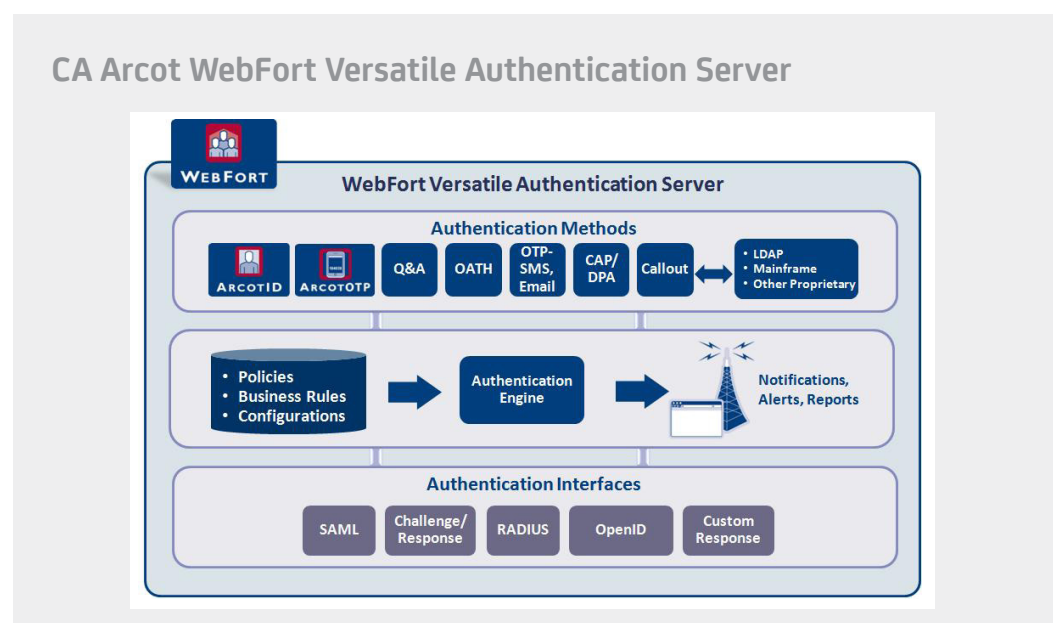 CA Arcot WebFort Versatile Authentication Server
WEBFORT
WebFort Versatile Authentication Server
Authentication Methods
ARCOTID
ARCOTOTP
Q&A
OATH
OTP-
SMS,
Email
CAP/
DPA
Callout
• LDAP
• Mainframe
• Other Proprietary
• Policies
• Business Rules
• Configurations
Authentication
Engine
Notifications,
Alerts, Reports
Authentication Interfaces
SAML
Challenge/
Response
RADIUS
OpenID
Custom
Response